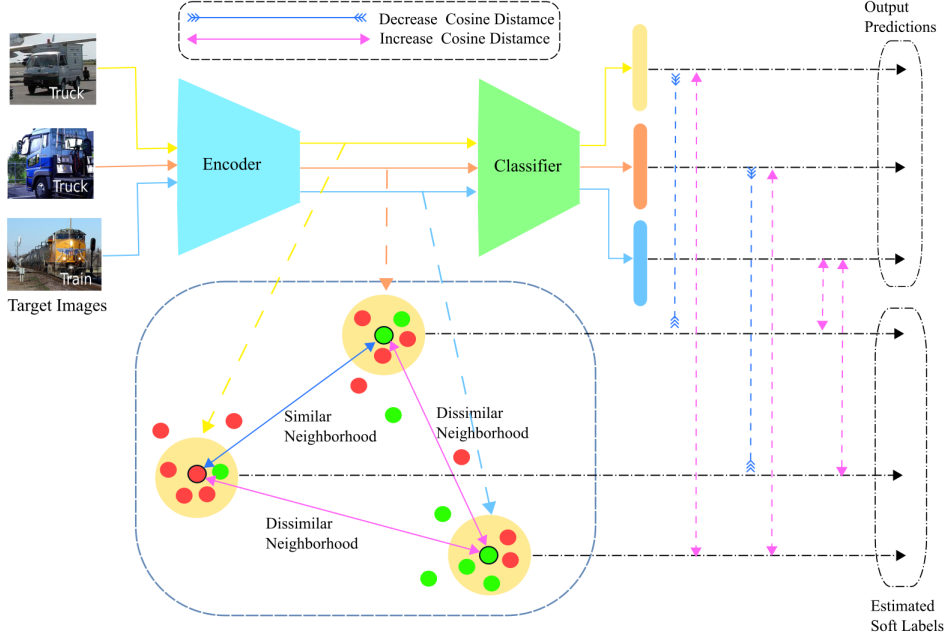 Decrease Cosine Distamce
Increase Cosine Distamce
Output
Predictions
Truck
Truck
Train
Target Images
Encoder
Classifier
Similar
Neighborhood
Dissimilar
Neighborhood
Dissimilar
Neighborhood
Estimated
Soft Labels